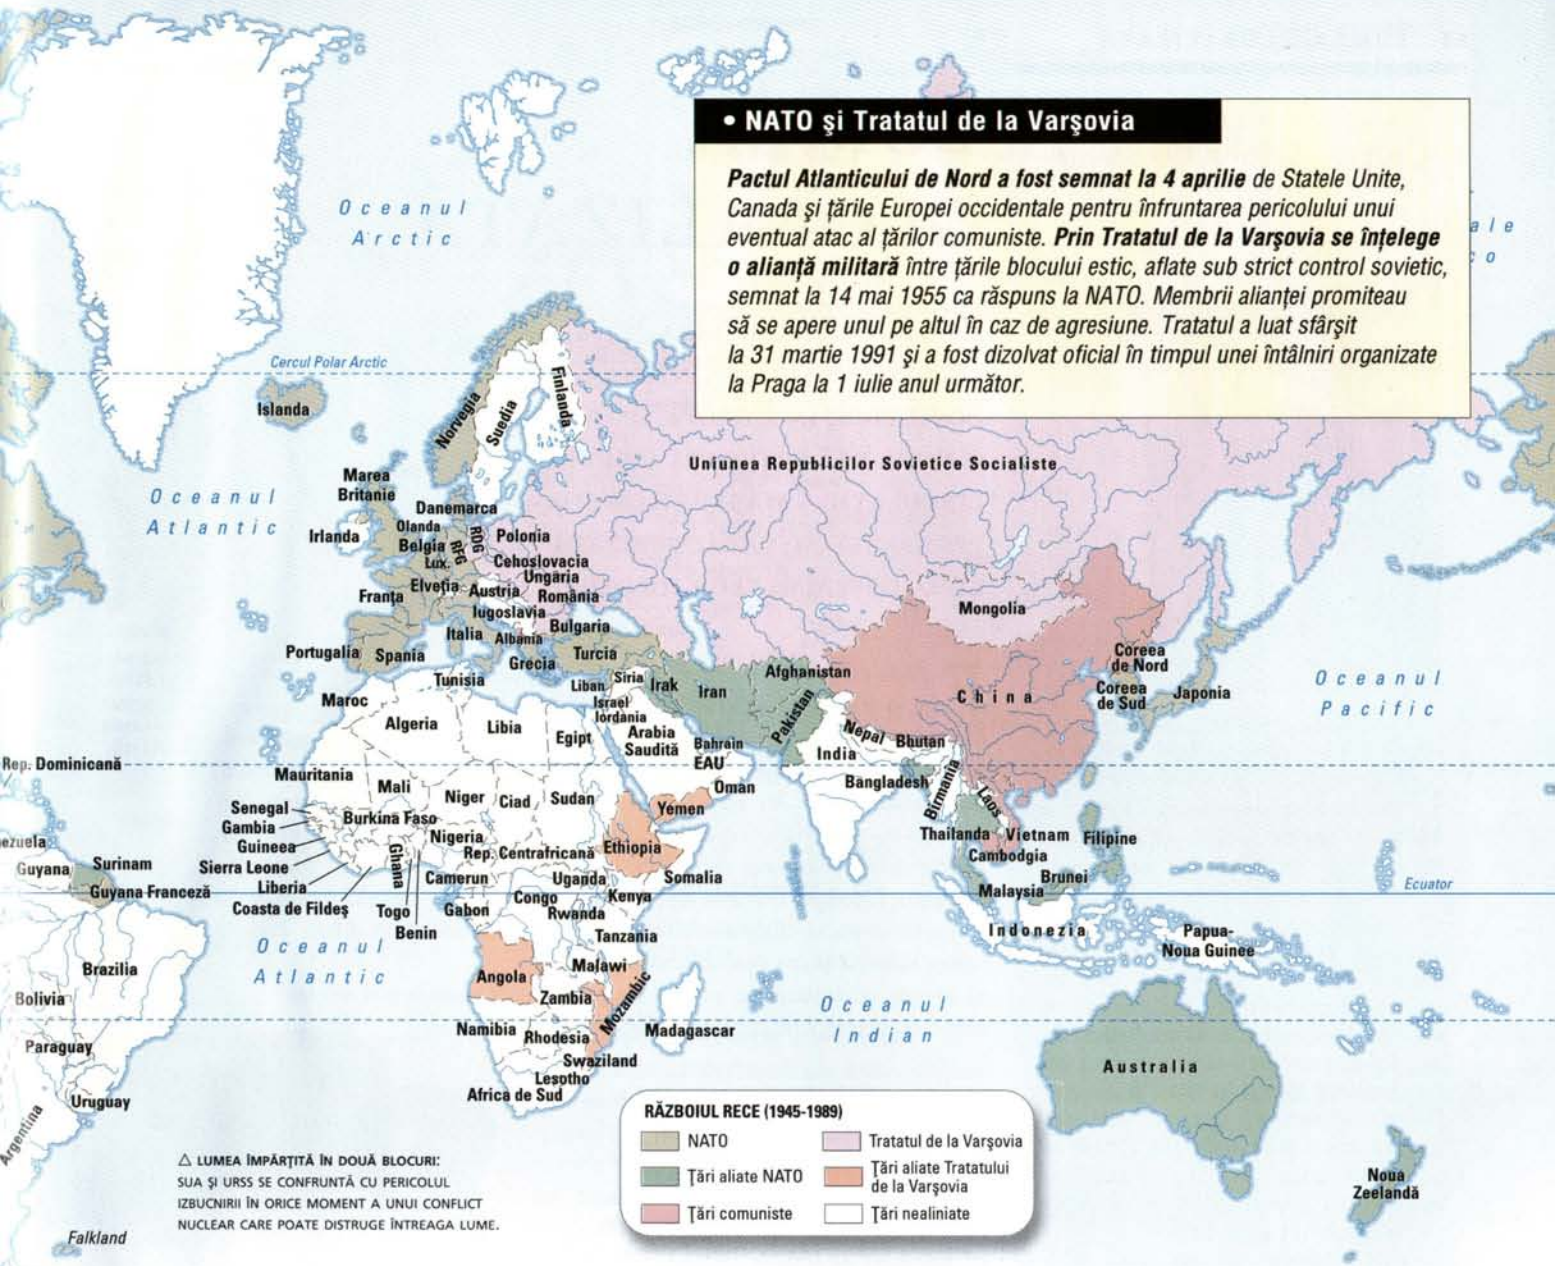 • NATO şi Tratatul de la Varşovia
Pactul Atlanticului de Nord a fost semnat la 4 aprilie de Statele Unite,
Canada şi ţările Europei occidentale pentru înfruntarea pericolului unui
eventual atac al ţărilor comuniste. Prin Tratatul de la Varşovia se înţelege
o alianţă militară între ţările blocului estic, aflate sub strict control sovietic,
semnat la 14 mai 1955 ca răspuns la NATO. Membrii alianţei promiteau
să se apere unul pe altul în caz de agresiune. Tratatul a luat sfârşit
la 31 martie 1991 şi a fost dizolvat oficial în timpul unei întâlniri organizate
la Praga la 1 iulie anul următor.
Oceanul
Arctic
Cercul Polar Arctic
Islanda
Norvegia
Suedia
Finlanda
Uniunea Republicilor Sovietice Socialiste
Oceanul
Atlantic
Marea
Britanie
Irlanda
Danemarca
Olanda
Belgia
Lux.
RFG
RDG
Polonia
Cehoslovacia
Ungaria
Franţa
Elveţia
Austria
România
Iugoslavia
Bulgaria
Italia
Albania
Portugalia
Spania
Grecia
Turcia
Mongolia
Coreea
de Nord
Coreea
de Sud
Japonia
China
Oceanul
Pacific
Maroc
Tunisia
Algeria
Libia
Egipt
Liban
Siria
Israel
Iordania
Irak
Iran
Afghanistan
Pakistan
Arabia
Saudită
Bahrain
EAU
Oman
Yemen
India
Nepal
Bhutan
Bangladesh
Birmania
Laos
Thailanda
Vietnam
Cambodgia
Filipine
Brunei
Malaysia
Indonezia
Papua-
Noua Guinee
Ecuator
Rep. Dominicană
Mauritania
Mali
Niger
Ciad
Sudan
Senegal
Gambia
Guineea
Sierra Leone
Liberia
Coasta de Fildeş
Burkina Faso
Ghana
Togo
Benin
Nigeria
Rep. Centrafricană
Ethiopia
Camerun
Uganda
Somalia
Kenya
Congo
Gabon
Rwanda
Tanzania
Angola
Malawi
Zambia
Mozambic
Namibia
Rhodesia
Madagascar
Swaziland
Lesotho
Africa de Sud
ezuela
Guyana
Surinam
Guyana Franceză
Brazilia
Bolivia
Paraguay
Uruguay
Argentina
Falkland
Oceanul
Atlantic
Oceanul
Indian
Australia
Noua
Zeelandă
△ LUMEA ÎMPĂRŢITĂ ÎN DOUĂ BLOCURI:
SUA ŞI URSS SE CONFRUNTĂ CU PERICOLUL
IZBUCNIRII ÎN ORICE MOMENT A UNUI CONFLICT
NUCLEAR CARE POATE DISTRUGE ÎNTREAGA LUME.
RĂZBOIUL RECE (1945-1989)
NATO
Ţări aliate NATO
Ţări comuniste
Tratatul de la Varşovia
Ţări aliate Tratatului
de la Varşovia
Ţări nealiniate